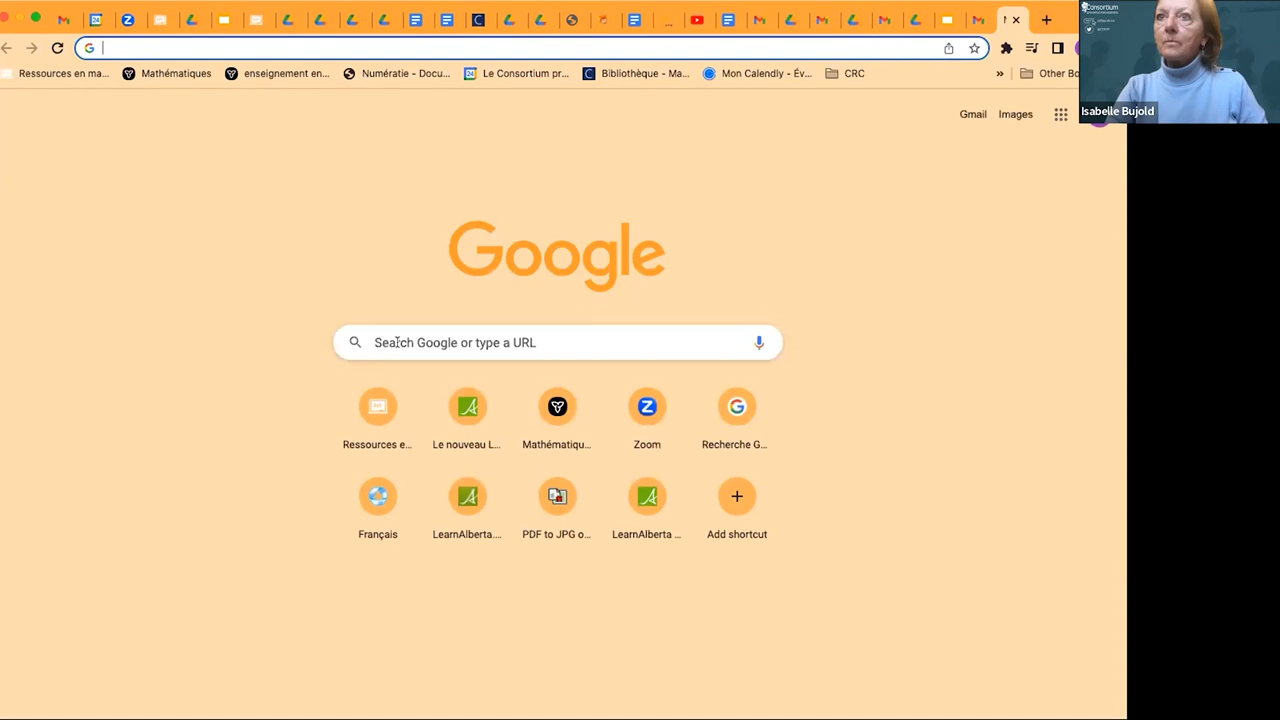 Ressources en ma...
Mathématiques
enseignement en...
Numératie - Docu...
Le Consortium pr...
Bibliothèque - Ma...
Mon Calendly - Év...
CRC
»
Other Bo
Consortium
Isabelle Bujold
Gmail
Images
Google
Search Google or type a URL
Ressources e...
Le nouveau L...
Mathématiqu...
Zoom
Recherche G...
Français
LearnAlberta....
PDF to JPG o...
LearnAlberta ...
Add shortcut